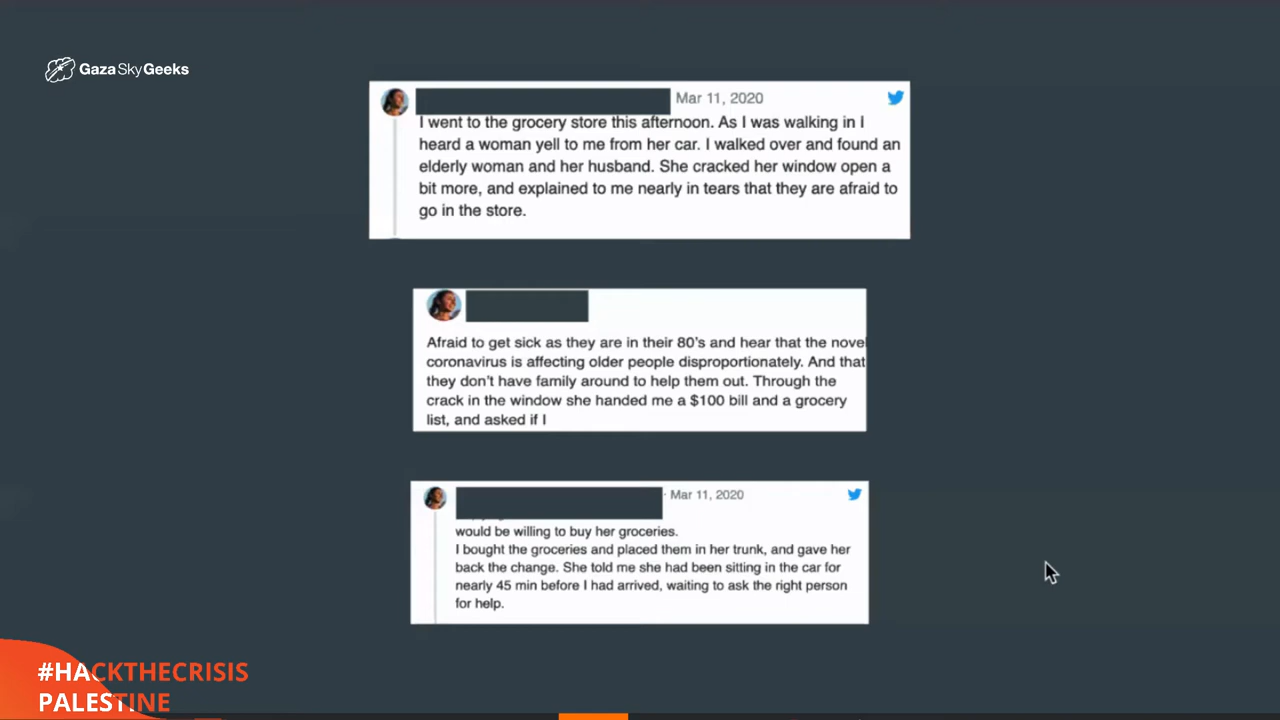 Gaza Sky Geeks
Mar 11, 2020
I went to the grocery store this afternoon. As I was walking in I
heard a woman yell to me from her car. I walked over and found an
elderly woman and her husband. She cracked her window open a
bit more, and explained to me nearly in tears that they are afraid to
go in the store.
Afraid to get sick as they are in their 80's and hear that the novel
coronavirus is affecting older people disproportionately. And that
they don't have family around to help them out. Through the
crack in the window she handed me a $100 bill and a grocery
list, and asked if I
· Mar 11, 2020
would be willing to buy her groceries.
I bought the groceries and placed them in her trunk, and gave her
back the change. She told me she had been sitting in the car for
nearly 45 min before I had arrived, waiting to ask the right person
for help.
#HACKTHECRISIS
PALESTINE